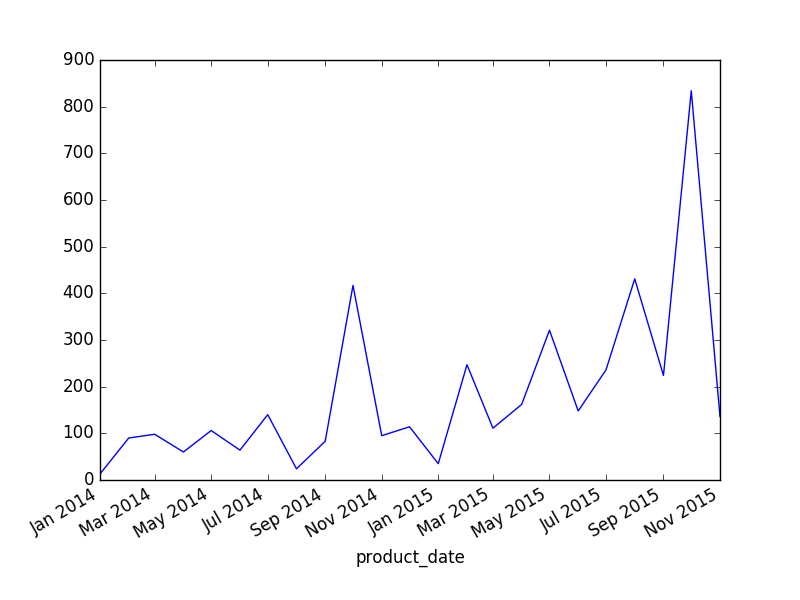 900
800
700
600
500
400
300
200
100
0
Jan 2014
Mar 2014
May 2014
Jul 2014
Sep 2014
Nov 2014
Jan 2015
Mar 2015
May 2015
Jul 2015
Sep 2015
Nov 2015
product_date